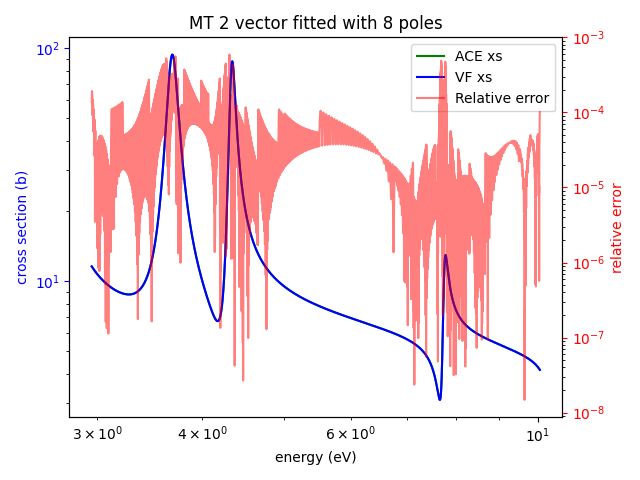 MT 2 vector fitted with 8 poles
ACE xs
VF xs
Relative error
cross section (b)
10²
10¹
relative error
10⁻³
10⁻⁴
10⁻⁵
10⁻⁶
10⁻⁷
10⁻⁸
3 × 10⁰
4 × 10⁰
6 × 10⁰
10¹
energy (eV)